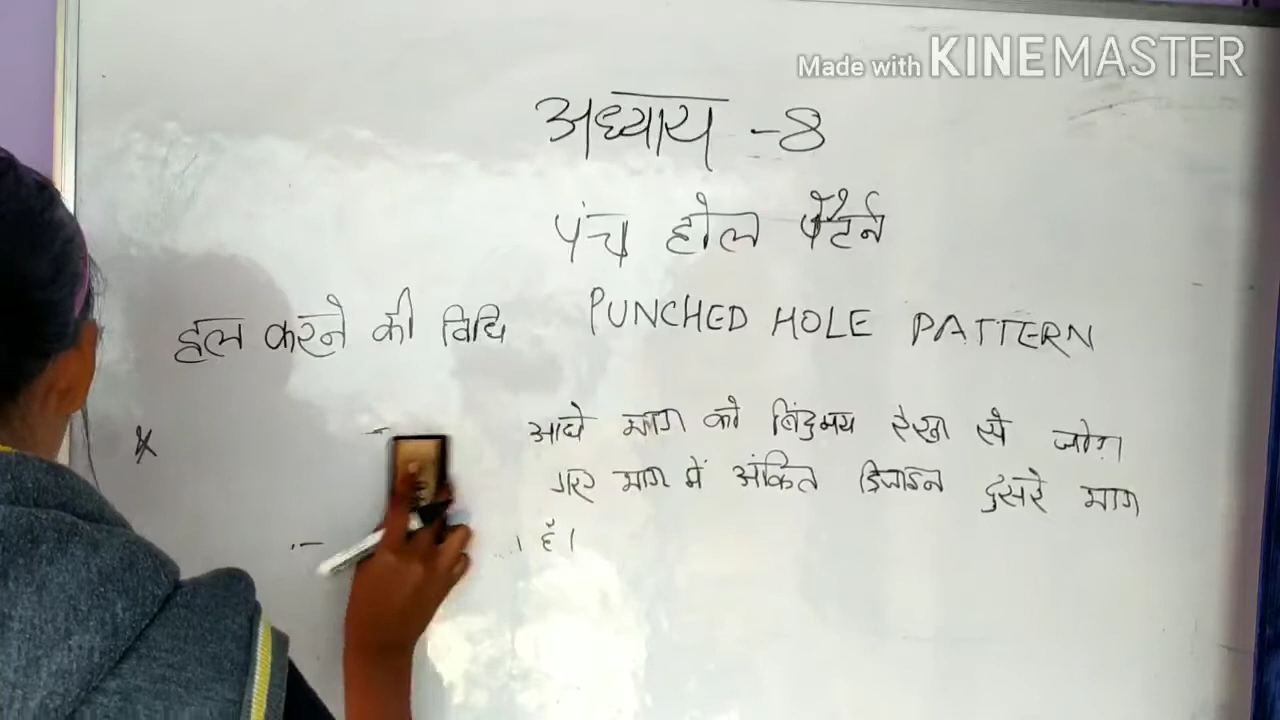 Made with KINEMASTER
अध्याय -8
पंच होल पैटर्न
हल करने की विधि PUNCHED HOLE PATTERN
आधे भाग को बिंदुमय रेखा से
भाग में अंकित डिजाइन दुसरे भाग
है।